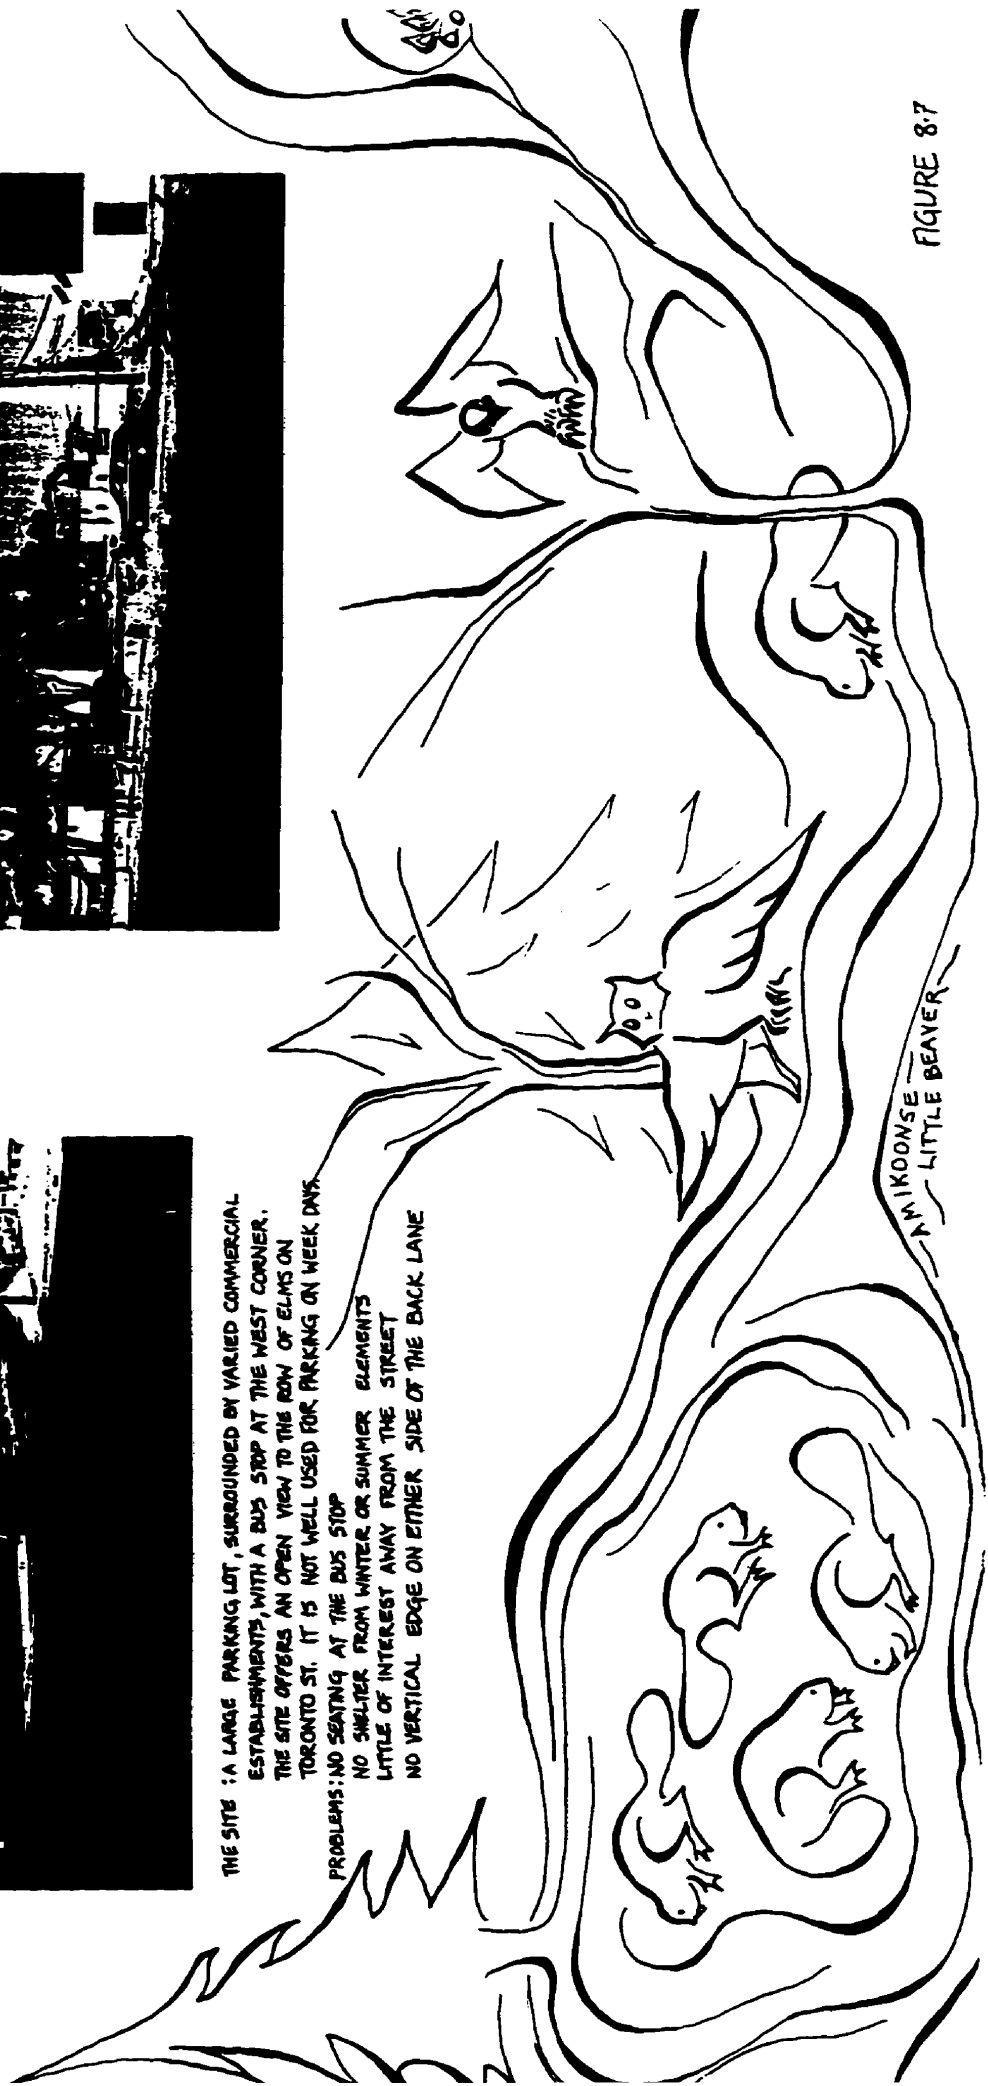 THE SITE : A LARGE PARKING LOT, SURROUNDED BY VARIED COMMERCIAL
ESTABLISHMENTS, WITH A BUS STOP AT THE WEST CORNER.
THE SITE OFFERS AN OPEN VIEW TO THE ROW OF ELMS ON
TORONTO ST. IT IS NOT WELL USED FOR PARKING ON WEEK DAYS.
PROBLEMS: NO SEATING AT THE BUS STOP
NO SHELTER FROM WINTER OR SUMMER ELEMENTS
LITTLE OF INTEREST AWAY FROM THE STREET
NO VERTICAL EDGE ON EITHER SIDE OF THE BACK LANE
AMIKOONSE
LITTLE BEAVER
FIGURE 8.7